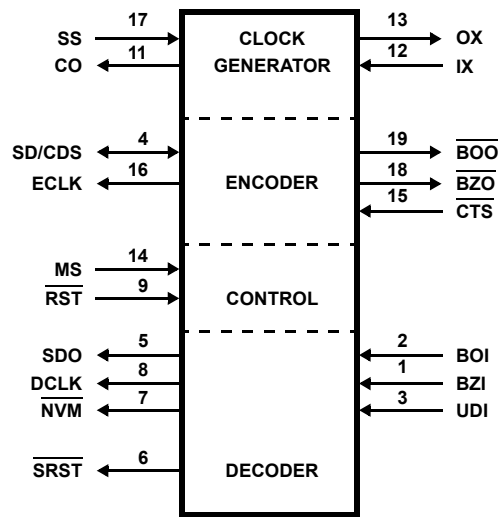 SS 17 CLOCK 13 OX
CO 11 GENERATOR 12 IX
SD/CDS 4 19 BOO
ECLK 16 ENCODER 18 BZO
15 CTS
MS 14
RST 9 CONTROL
SDO 5 2 BOI
DCLK 8 1 BZI
NVM 7 3 UDI
SRST 6 DECODER